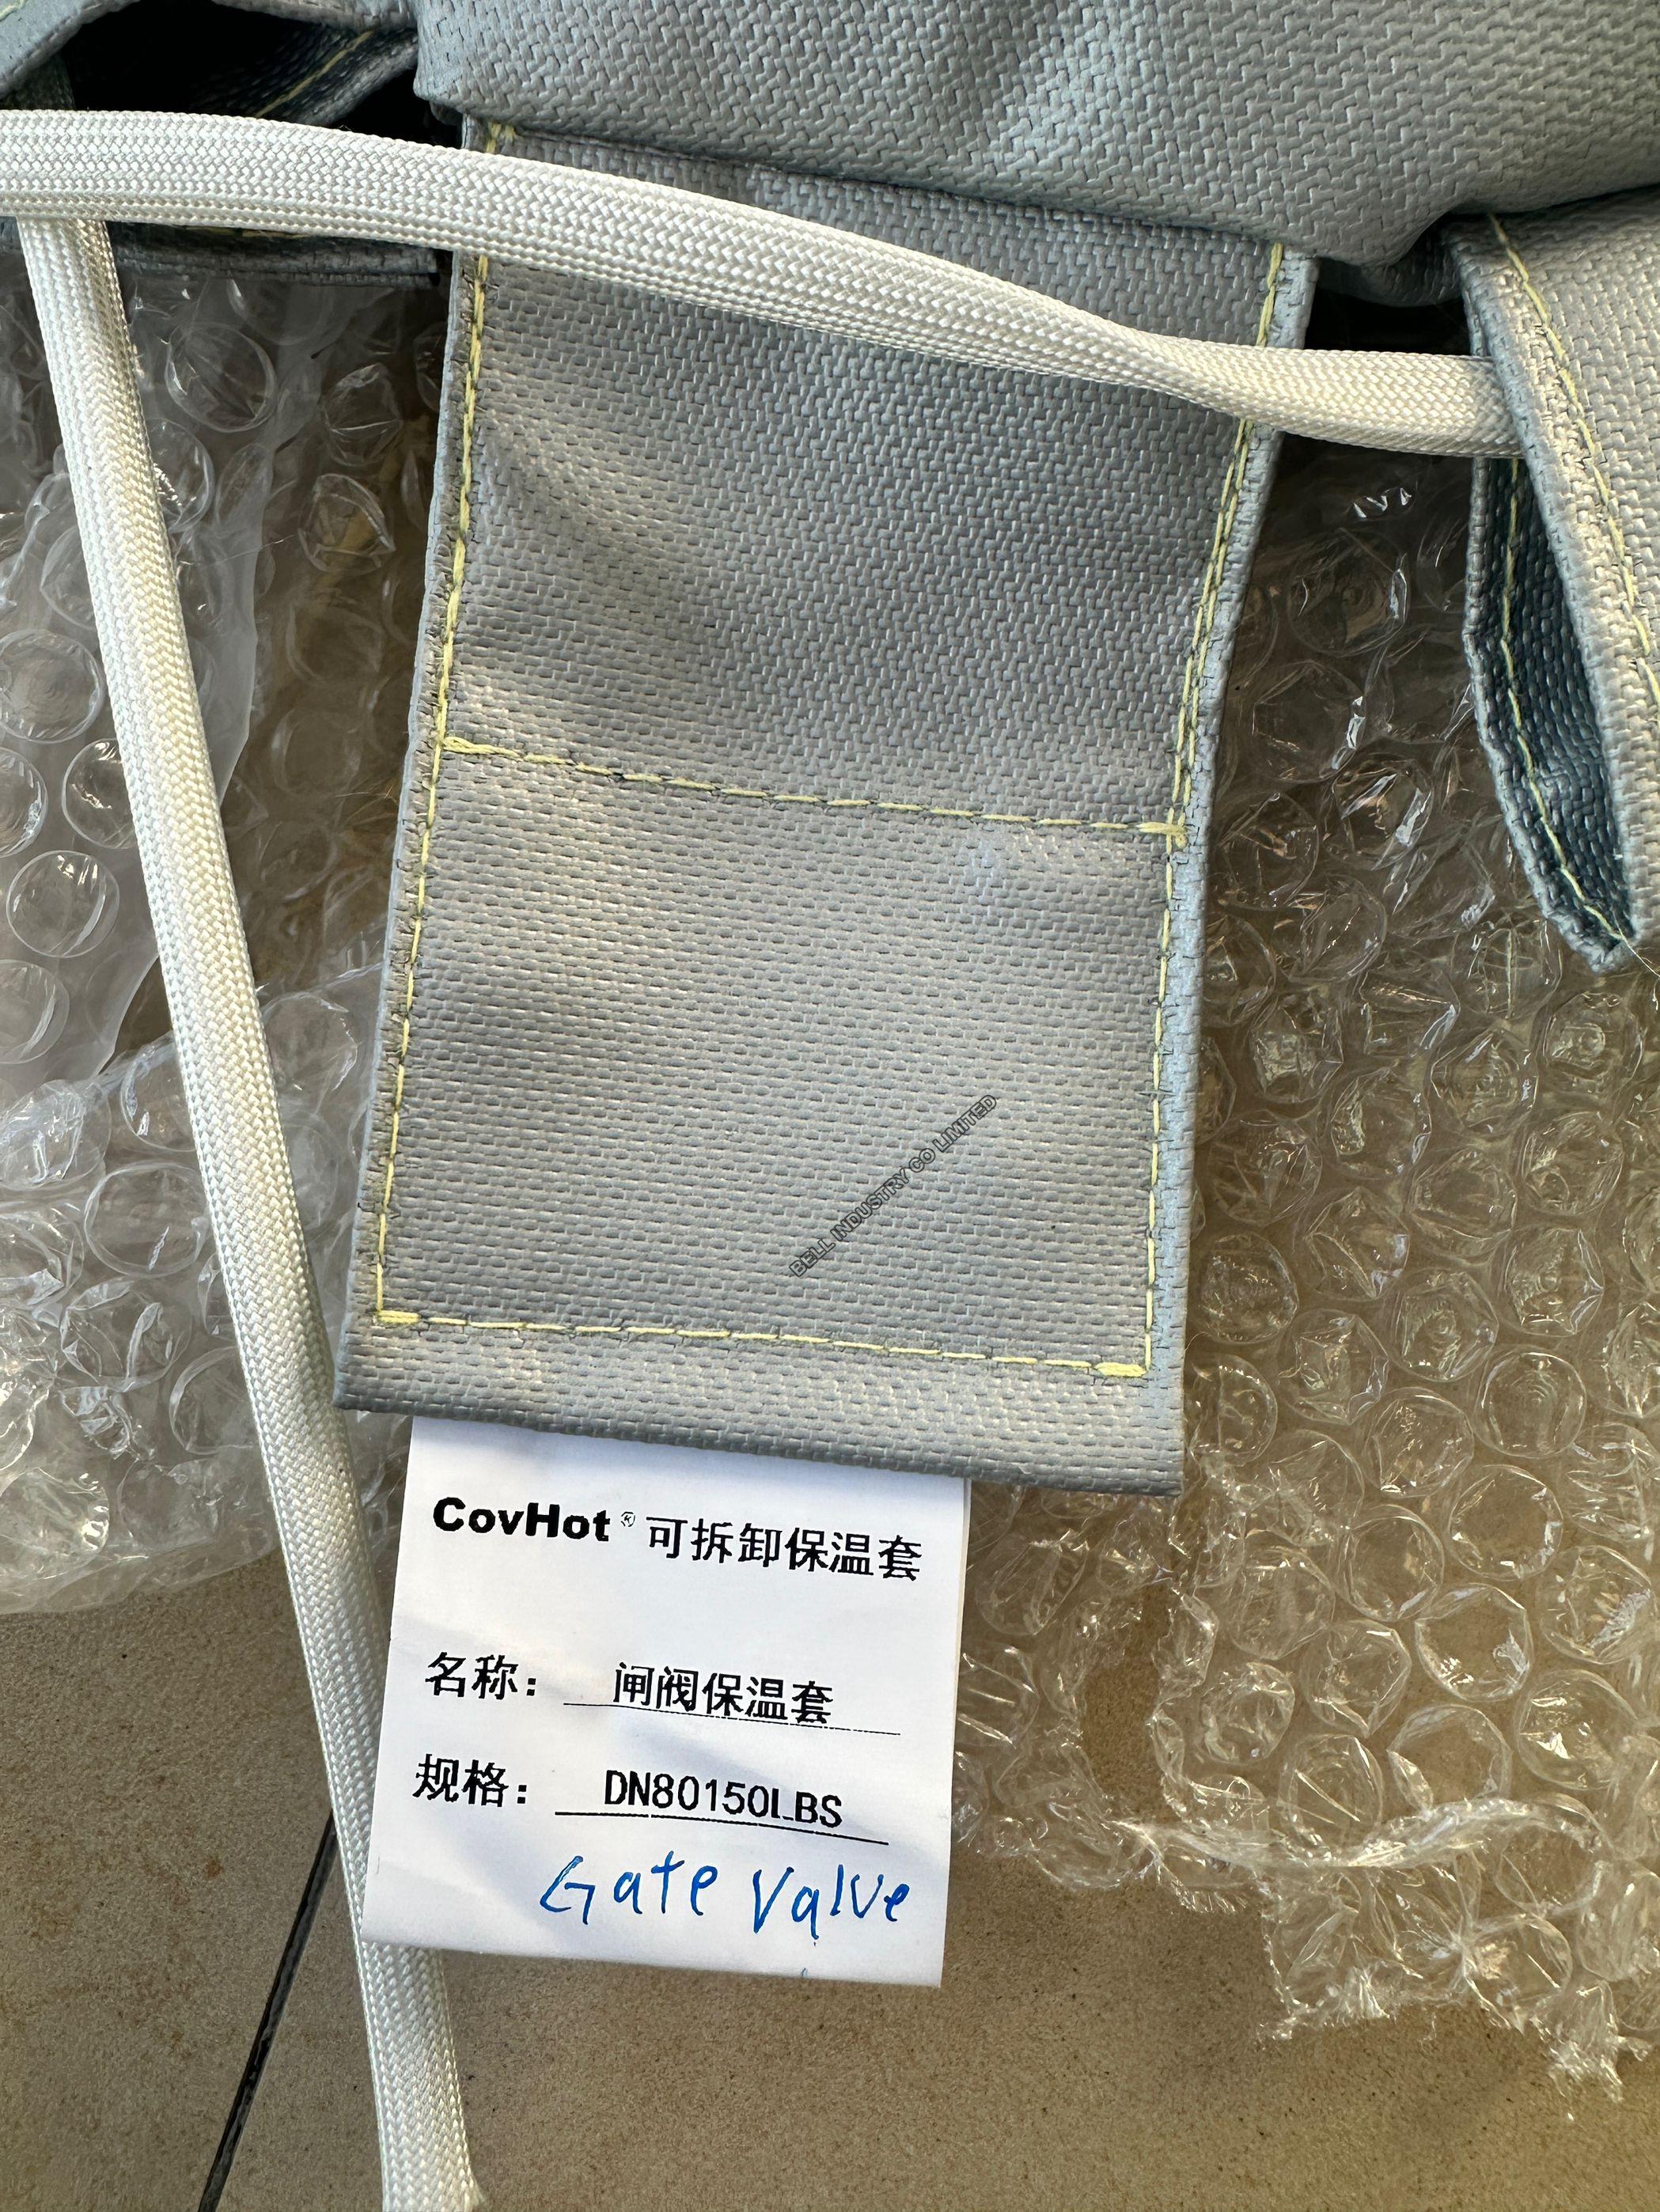 BELL INDUSTRY CO LIMITED
CovHot® 可拆卸保温套
名称： 闸阀保温套
规格： DN80150LBS
Gate Valve